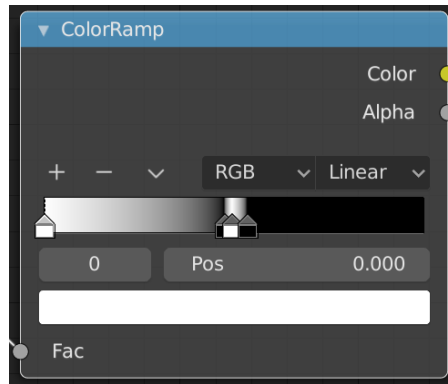 ColorRamp
Color
Alpha
RGB Linear
0 Pos 0.000
Fac